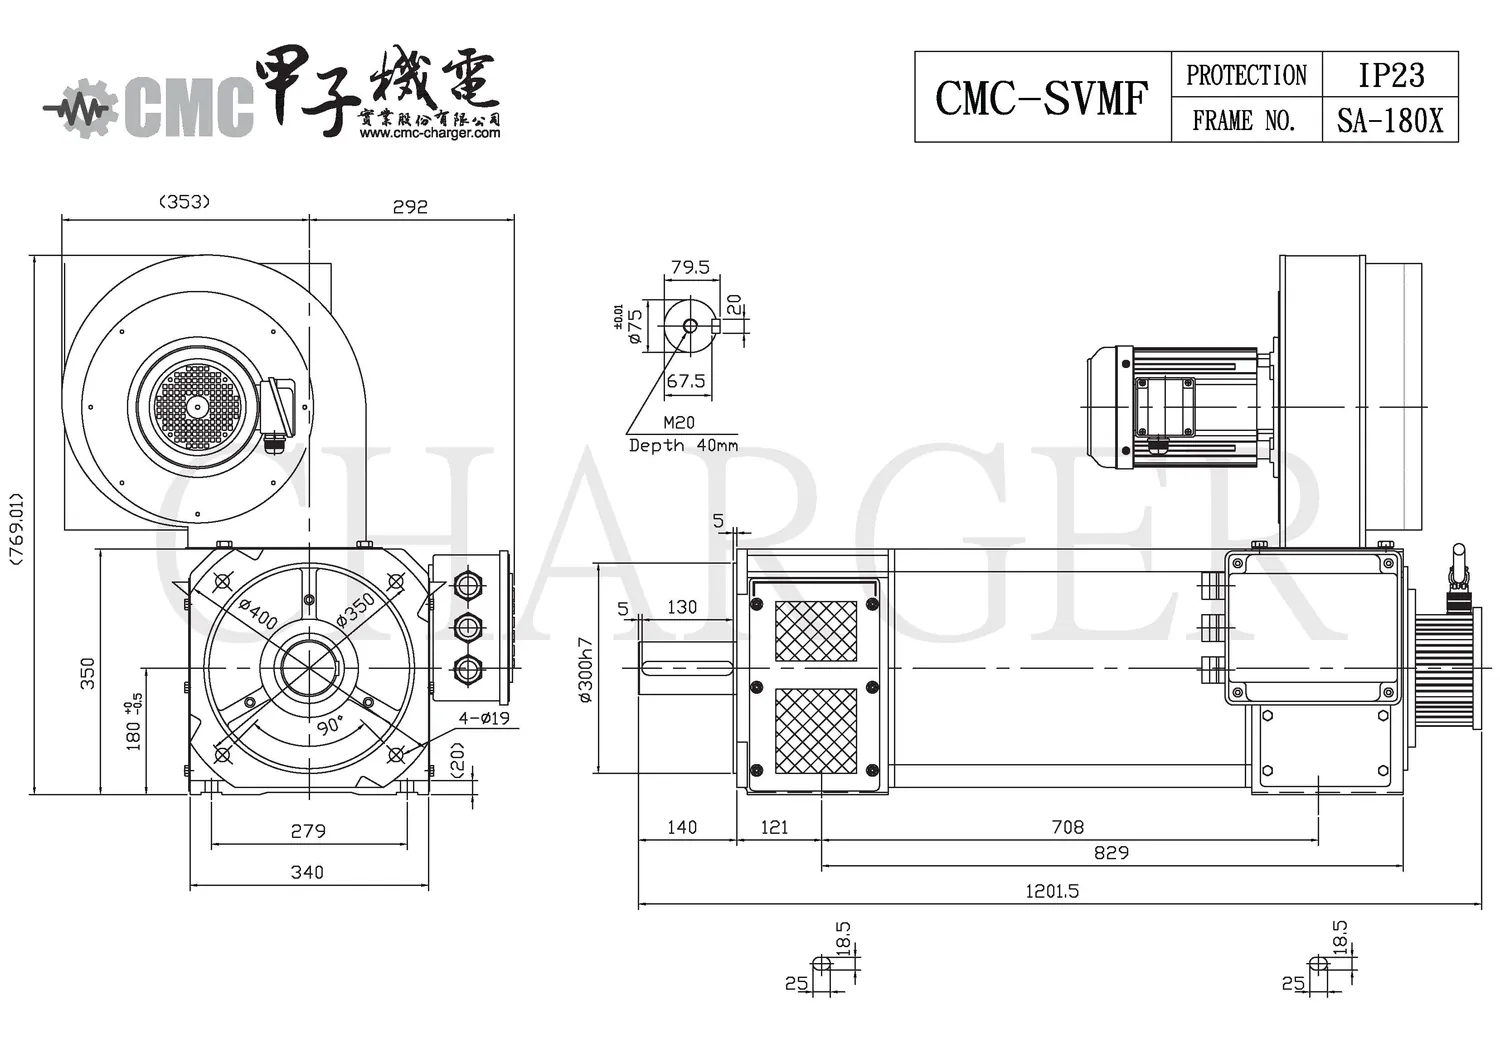 CMC 甲子機電
實業股份有限公司
www.cmc-charger.com
CMC-SVMF
PROTECTION IP23
FRAME NO. SA-180X
(353)
292
(769.01)
350
180 +0 -0.5
Ø400
Ø350
90°
4-Ø19
(20)
279
340
79.5
20
Ø75 ±0.01
67.5
M20
Depth 40mm
5
5
130
Ø300h7
140
121
708
829
1201.5
18.5
25
18.5
25
CHARGER